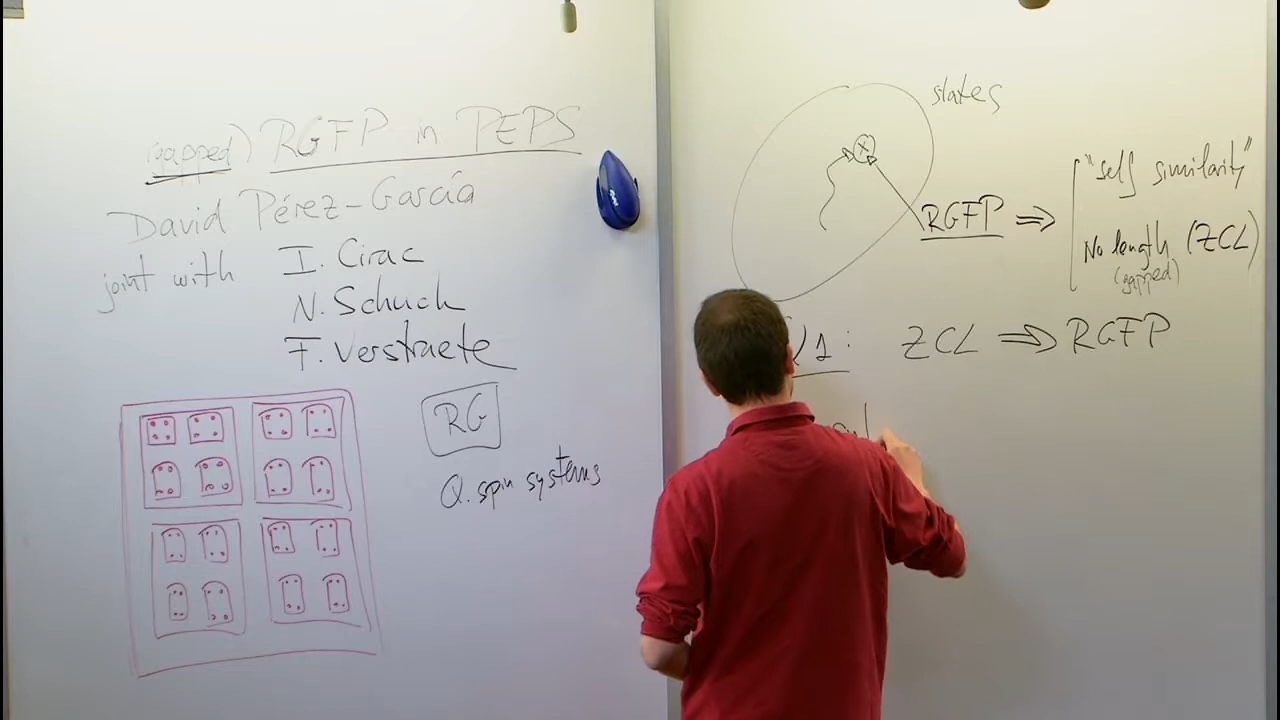 (gapped) RGFP in PEPS
David Pérez-García
joint with I. Cirac
N. Schuch
F. Verstraete
RG
Q. spin systems
states
X
RGFP ⇒
"self similarity"
No length (ZCL)
(gapped)
1: ZCL ⇒ RGFP